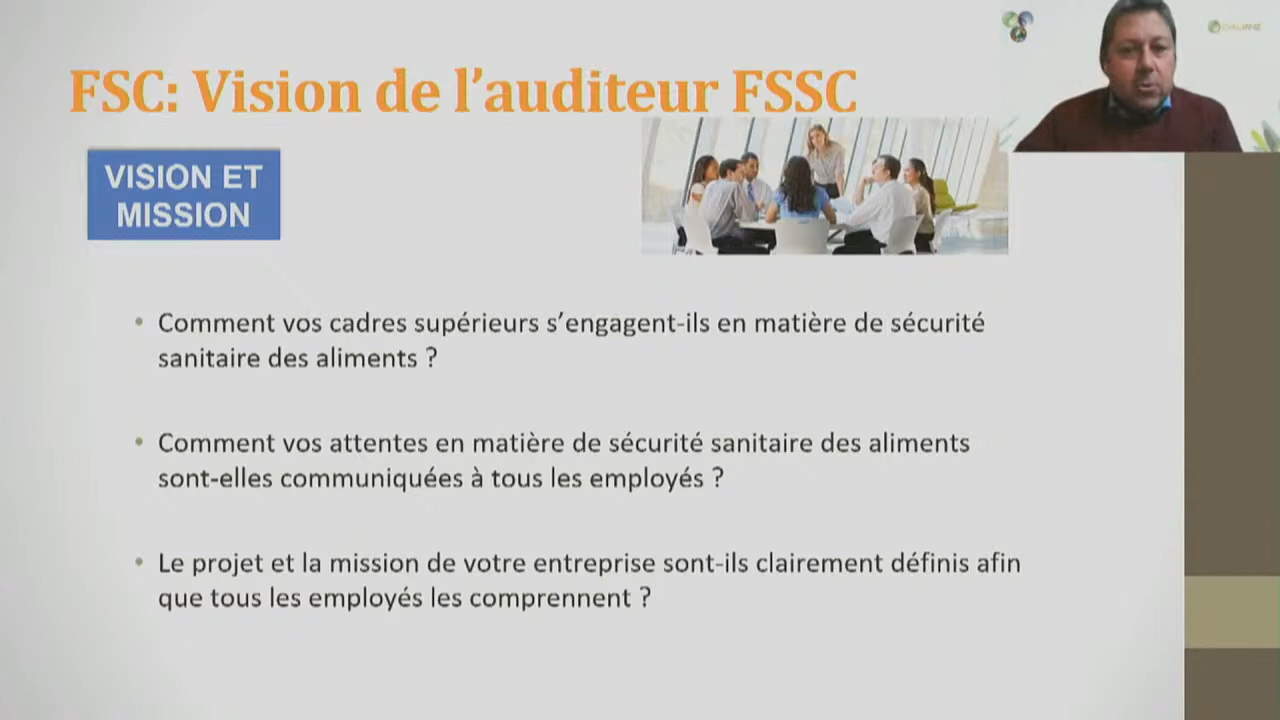 FSC: Vision de l'auditeur FSSC
VISION ET
MISSION
• Comment vos cadres supérieurs s'engagent-ils en matière de sécurité
sanitaire des aliments ?
• Comment vos attentes en matière de sécurité sanitaire des aliments
sont-elles communiquées à tous les employés ?
• Le projet et la mission de votre entreprise sont-ils clairement définis afin
que tous les employés les comprennent ?